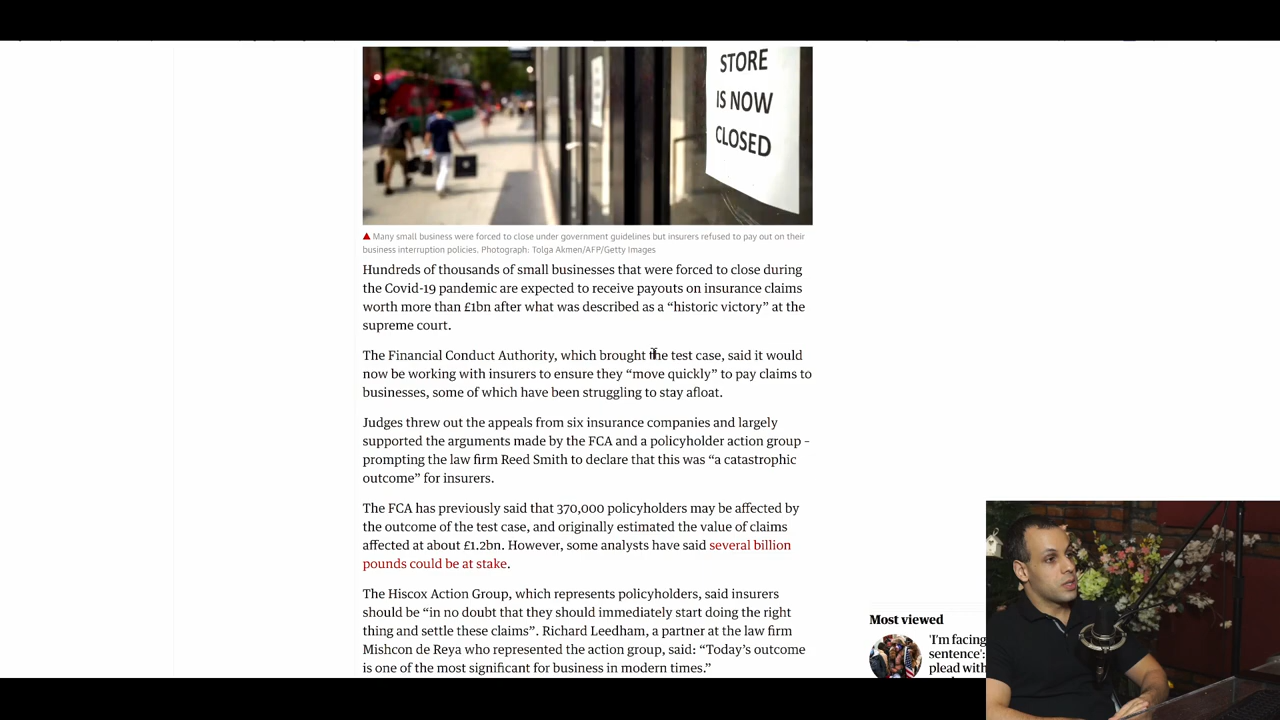 STORE
IS NOW
CLOSED
▲ Many small business were forced to close under government guidelines but insurers refused to pay out on their
business interruption policies. Photograph: Tolga Akmen/AFP/Getty Images
Hundreds of thousands of small businesses that were forced to close during
the Covid-19 pandemic are expected to receive payouts on insurance claims
worth more than £1bn after what was described as a “historic victory” at the
supreme court.
The Financial Conduct Authority, which brought the test case, said it would
now be working with insurers to ensure they “move quickly” to pay claims to
businesses, some of which have been struggling to stay afloat.
Judges threw out the appeals from six insurance companies and largely
supported the arguments made by the FCA and a policyholder action group –
prompting the law firm Reed Smith to declare that this was “a catastrophic
outcome” for insurers.
The FCA has previously said that 370,000 policyholders may be affected by
the outcome of the test case, and originally estimated the value of claims
affected at about £1.2bn. However, some analysts have said several billion
pounds could be at stake.
The Hiscox Action Group, which represents policyholders, said insurers
should be “in no doubt that they should immediately start doing the right
thing and settle these claims”. Richard Leedham, a partner at the law firm
Mishcon de Reya who represented the action group, said: “Today’s outcome
is one of the most significant for business in modern times.”
Most viewed
'I'm facing
sentence':
plead with